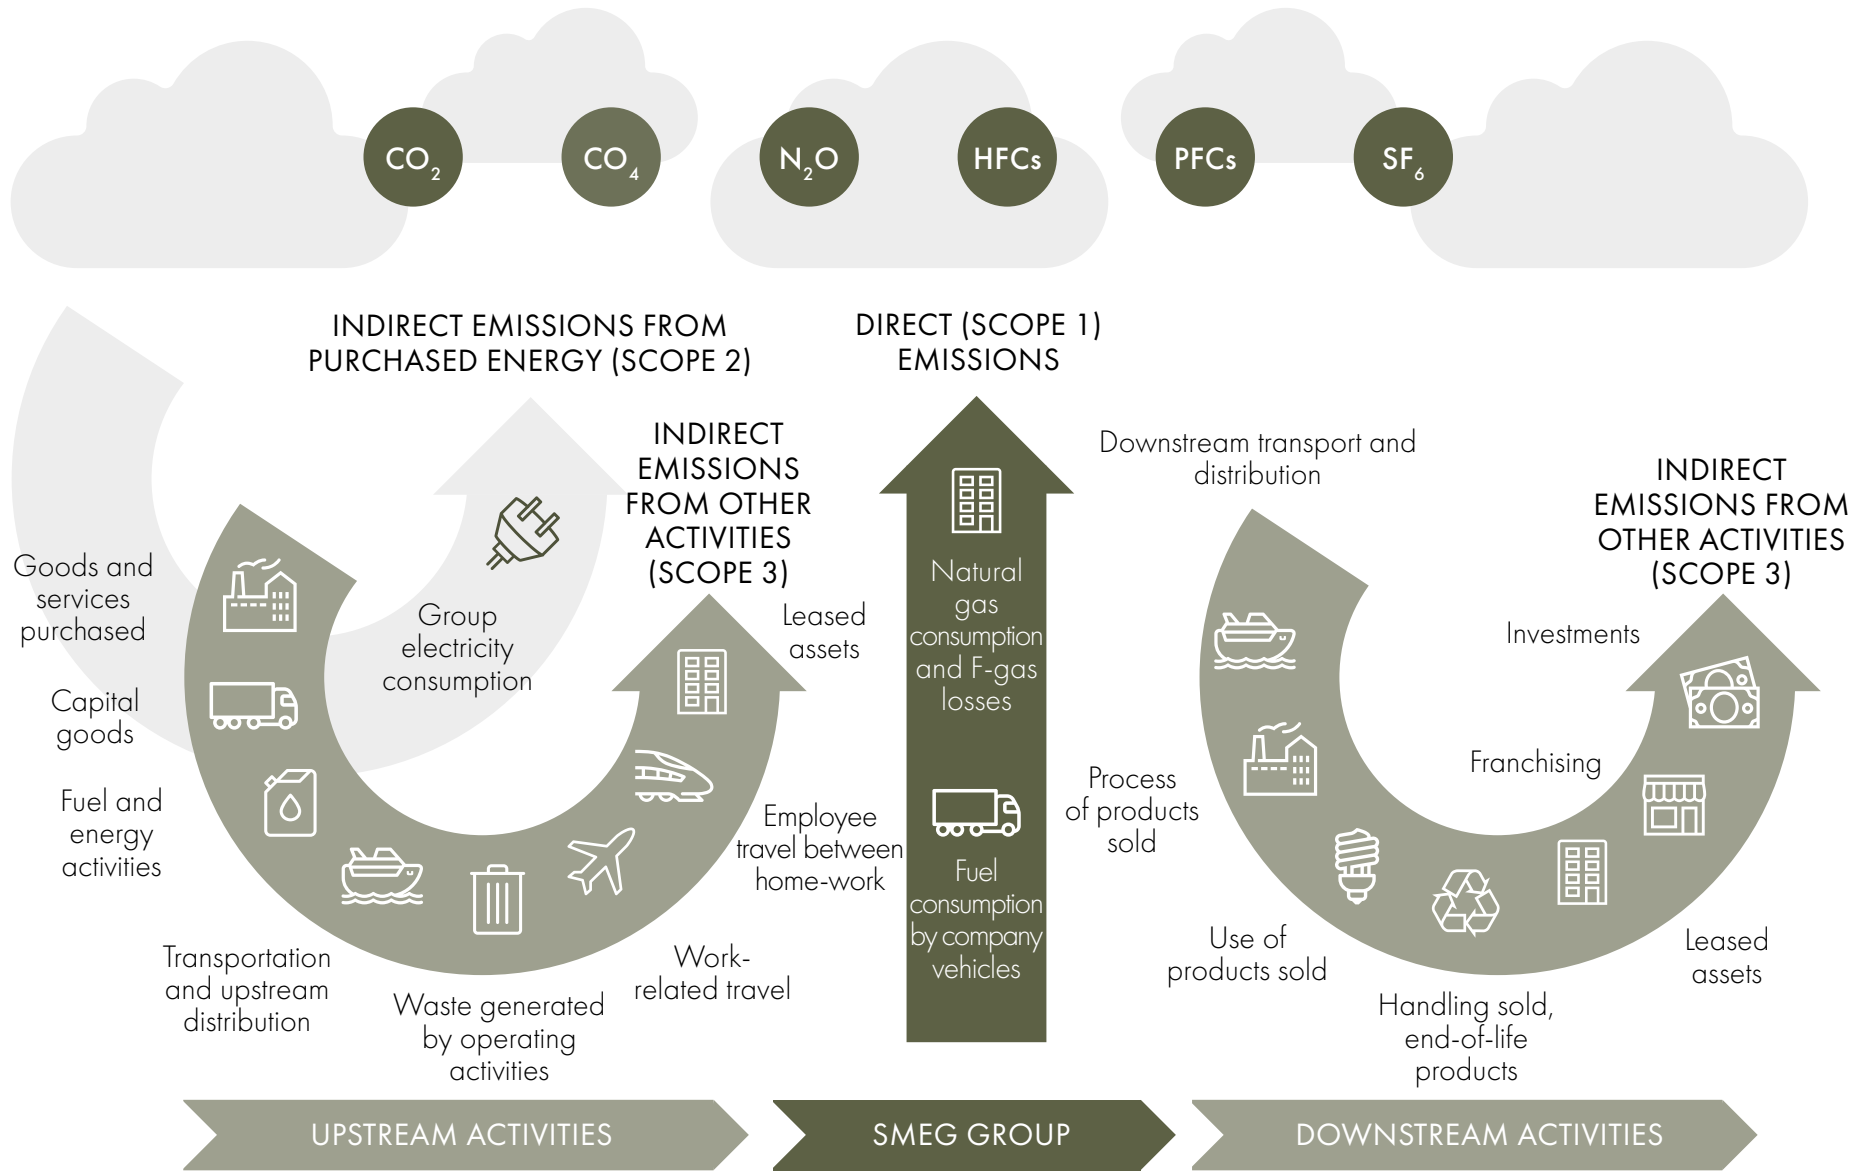 CO2
CO4
N2O
HFCs
PFCs
SF6
INDIRECT EMISSIONS FROM
PURCHASED ENERGY (SCOPE 2)
DIRECT (SCOPE 1)
EMISSIONS
INDIRECT
EMISSIONS
FROM OTHER
ACTIVITIES
(SCOPE 3)
INDIRECT
EMISSIONS FROM
OTHER ACTIVITIES
(SCOPE 3)
Goods and
services
purchased
Capital
goods
Fuel and
energy
activities
Transportation
and upstream
distribution
Waste generated
by operating
activities
Work-
related travel
Employee
travel between
home-work
Leased
assets
Group
electricity
consumption
Natural
gas
consumption
and F-gas
losses
Fuel
consumption
by company
vehicles
Downstream transport and
distribution
Process
of products
sold
Use of
products sold
Handling sold,
end-of-life
products
Leased
assets
Franchising
Investments
UPSTREAM ACTIVITIES
SMEG GROUP
DOWNSTREAM ACTIVITIES